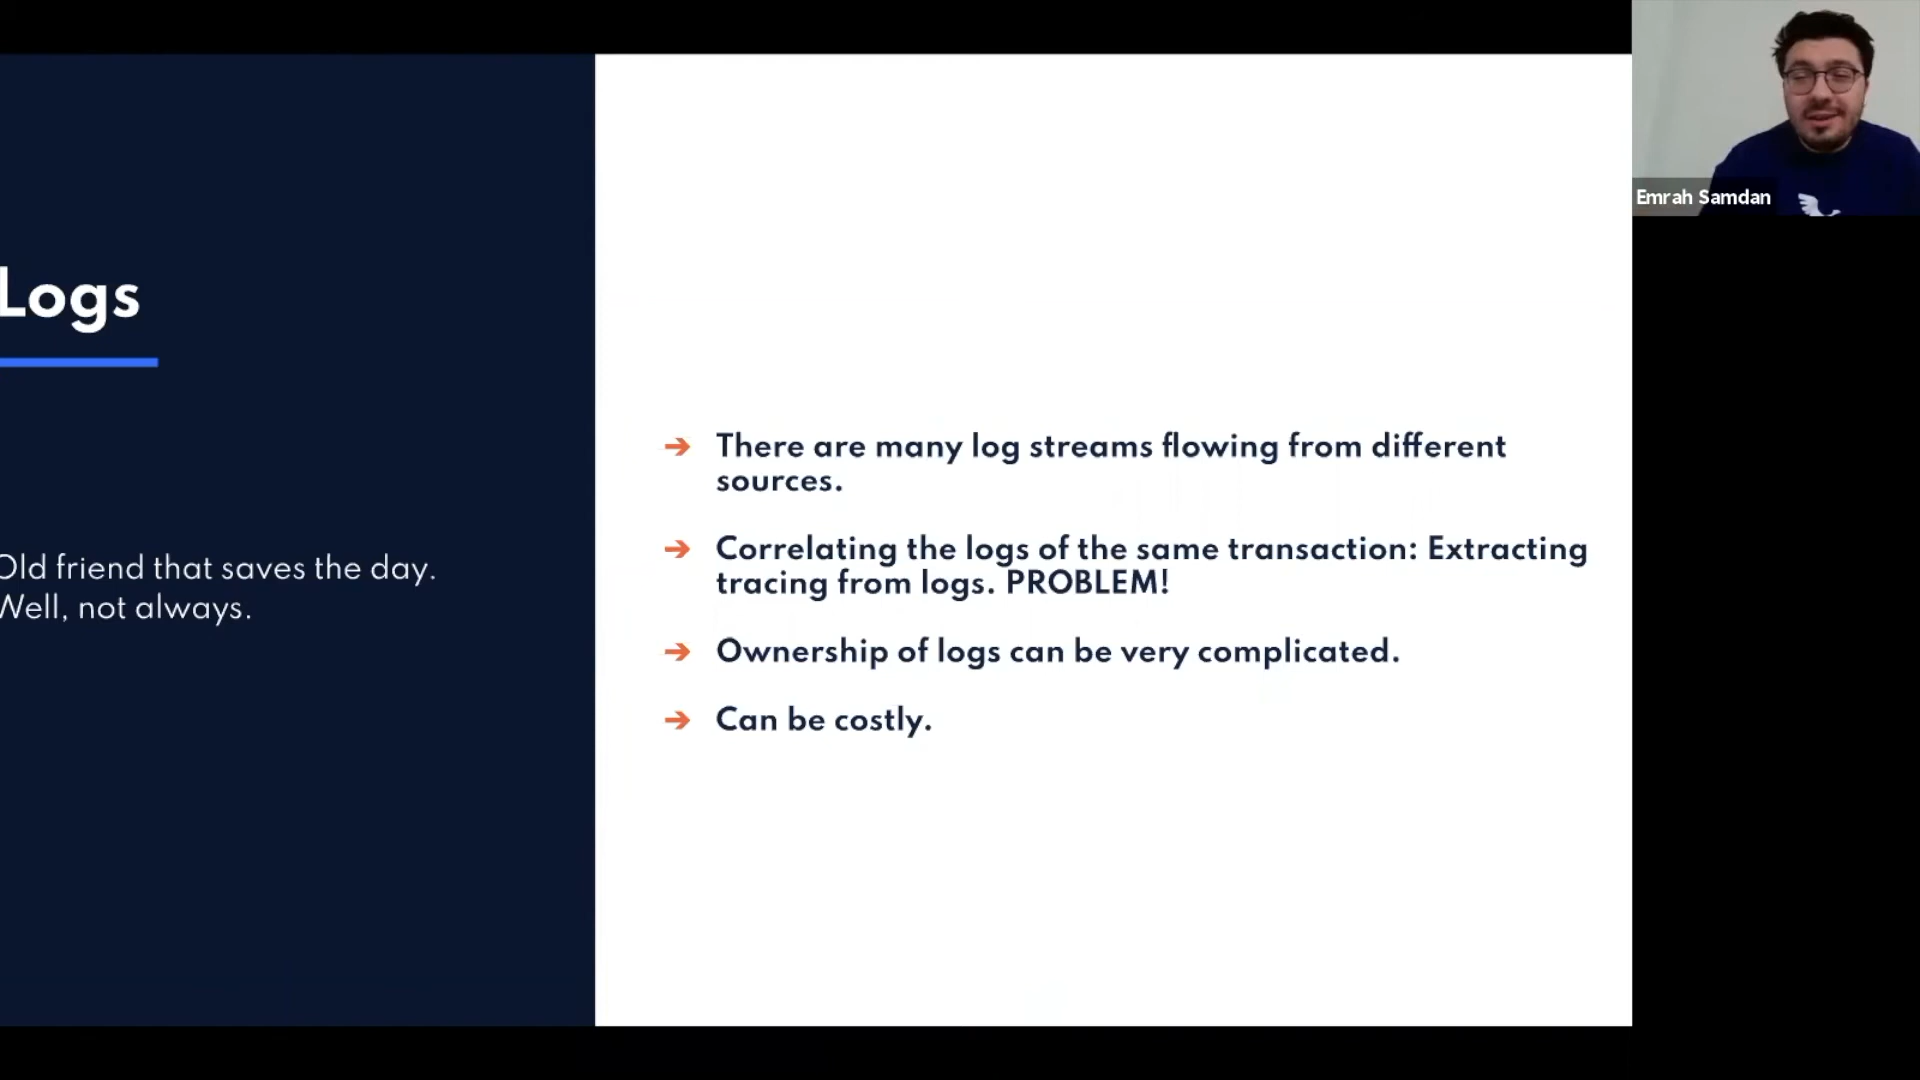 Logs
Old friend that saves the day.
Well, not always.
➔ There are many log streams flowing from different
sources.
➔ Correlating the logs of the same transaction: Extracting
tracing from logs. PROBLEM!
➔ Ownership of logs can be very complicated.
➔ Can be costly.
Emrah Samdan